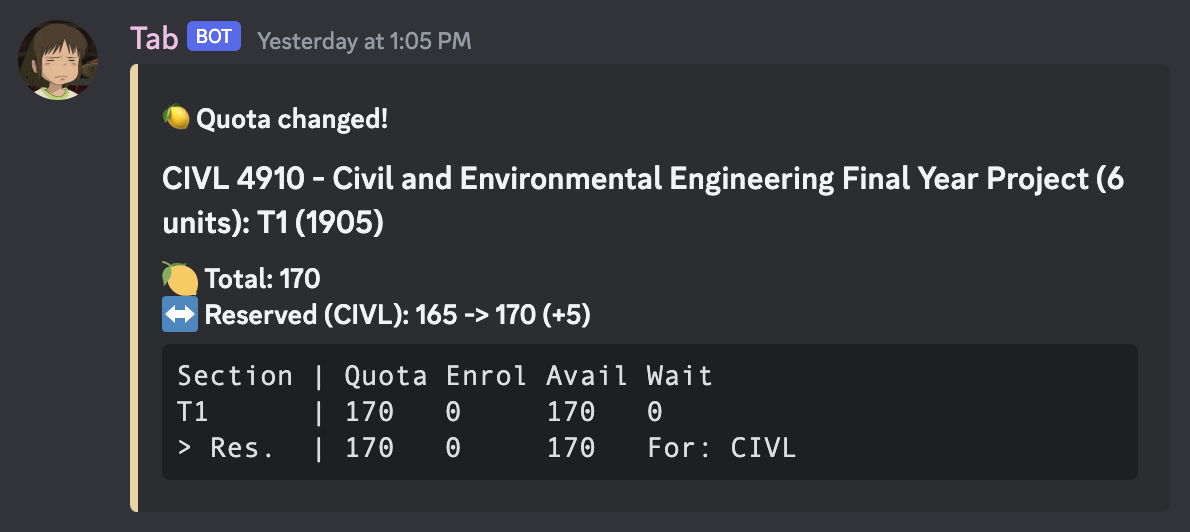 Tab BOT Yesterday at 1:05 PM
🍋 Quota changed!
CIVL 4910 - Civil and Environmental Engineering Final Year Project (6
units): T1 (1905)
🍋 Total: 170
↔️ Reserved (CIVL): 165 -> 170 (+5)
Section | Quota Enrol Avail Wait
T1      | 170   0     170   0
> Res.  | 170   0     170   For: CIVL